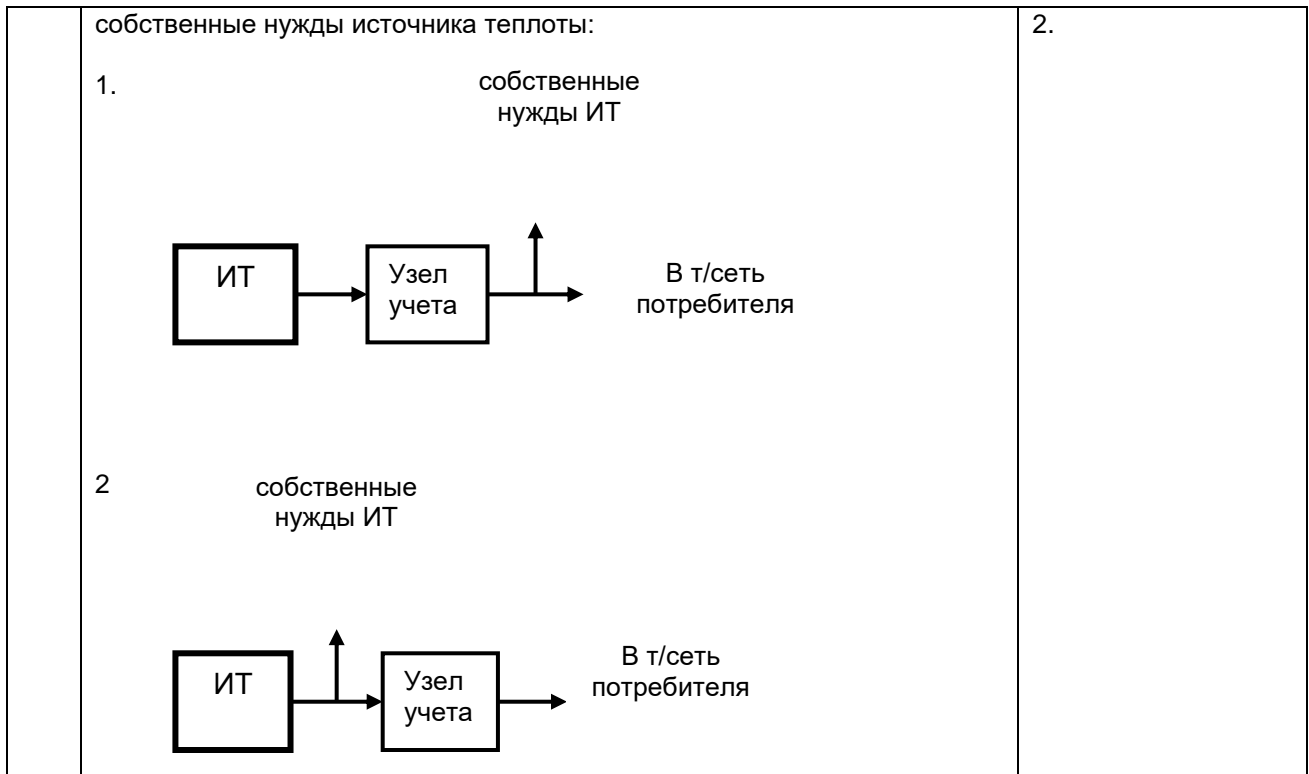 собственные нужды источника теплоты:
2.
1.
собственные
нужды ИТ
ИТ
Узел
учета
В т/сеть
потребителя
2
собственные
нужды ИТ
ИТ
Узел
учета
В т/сеть
потребителя